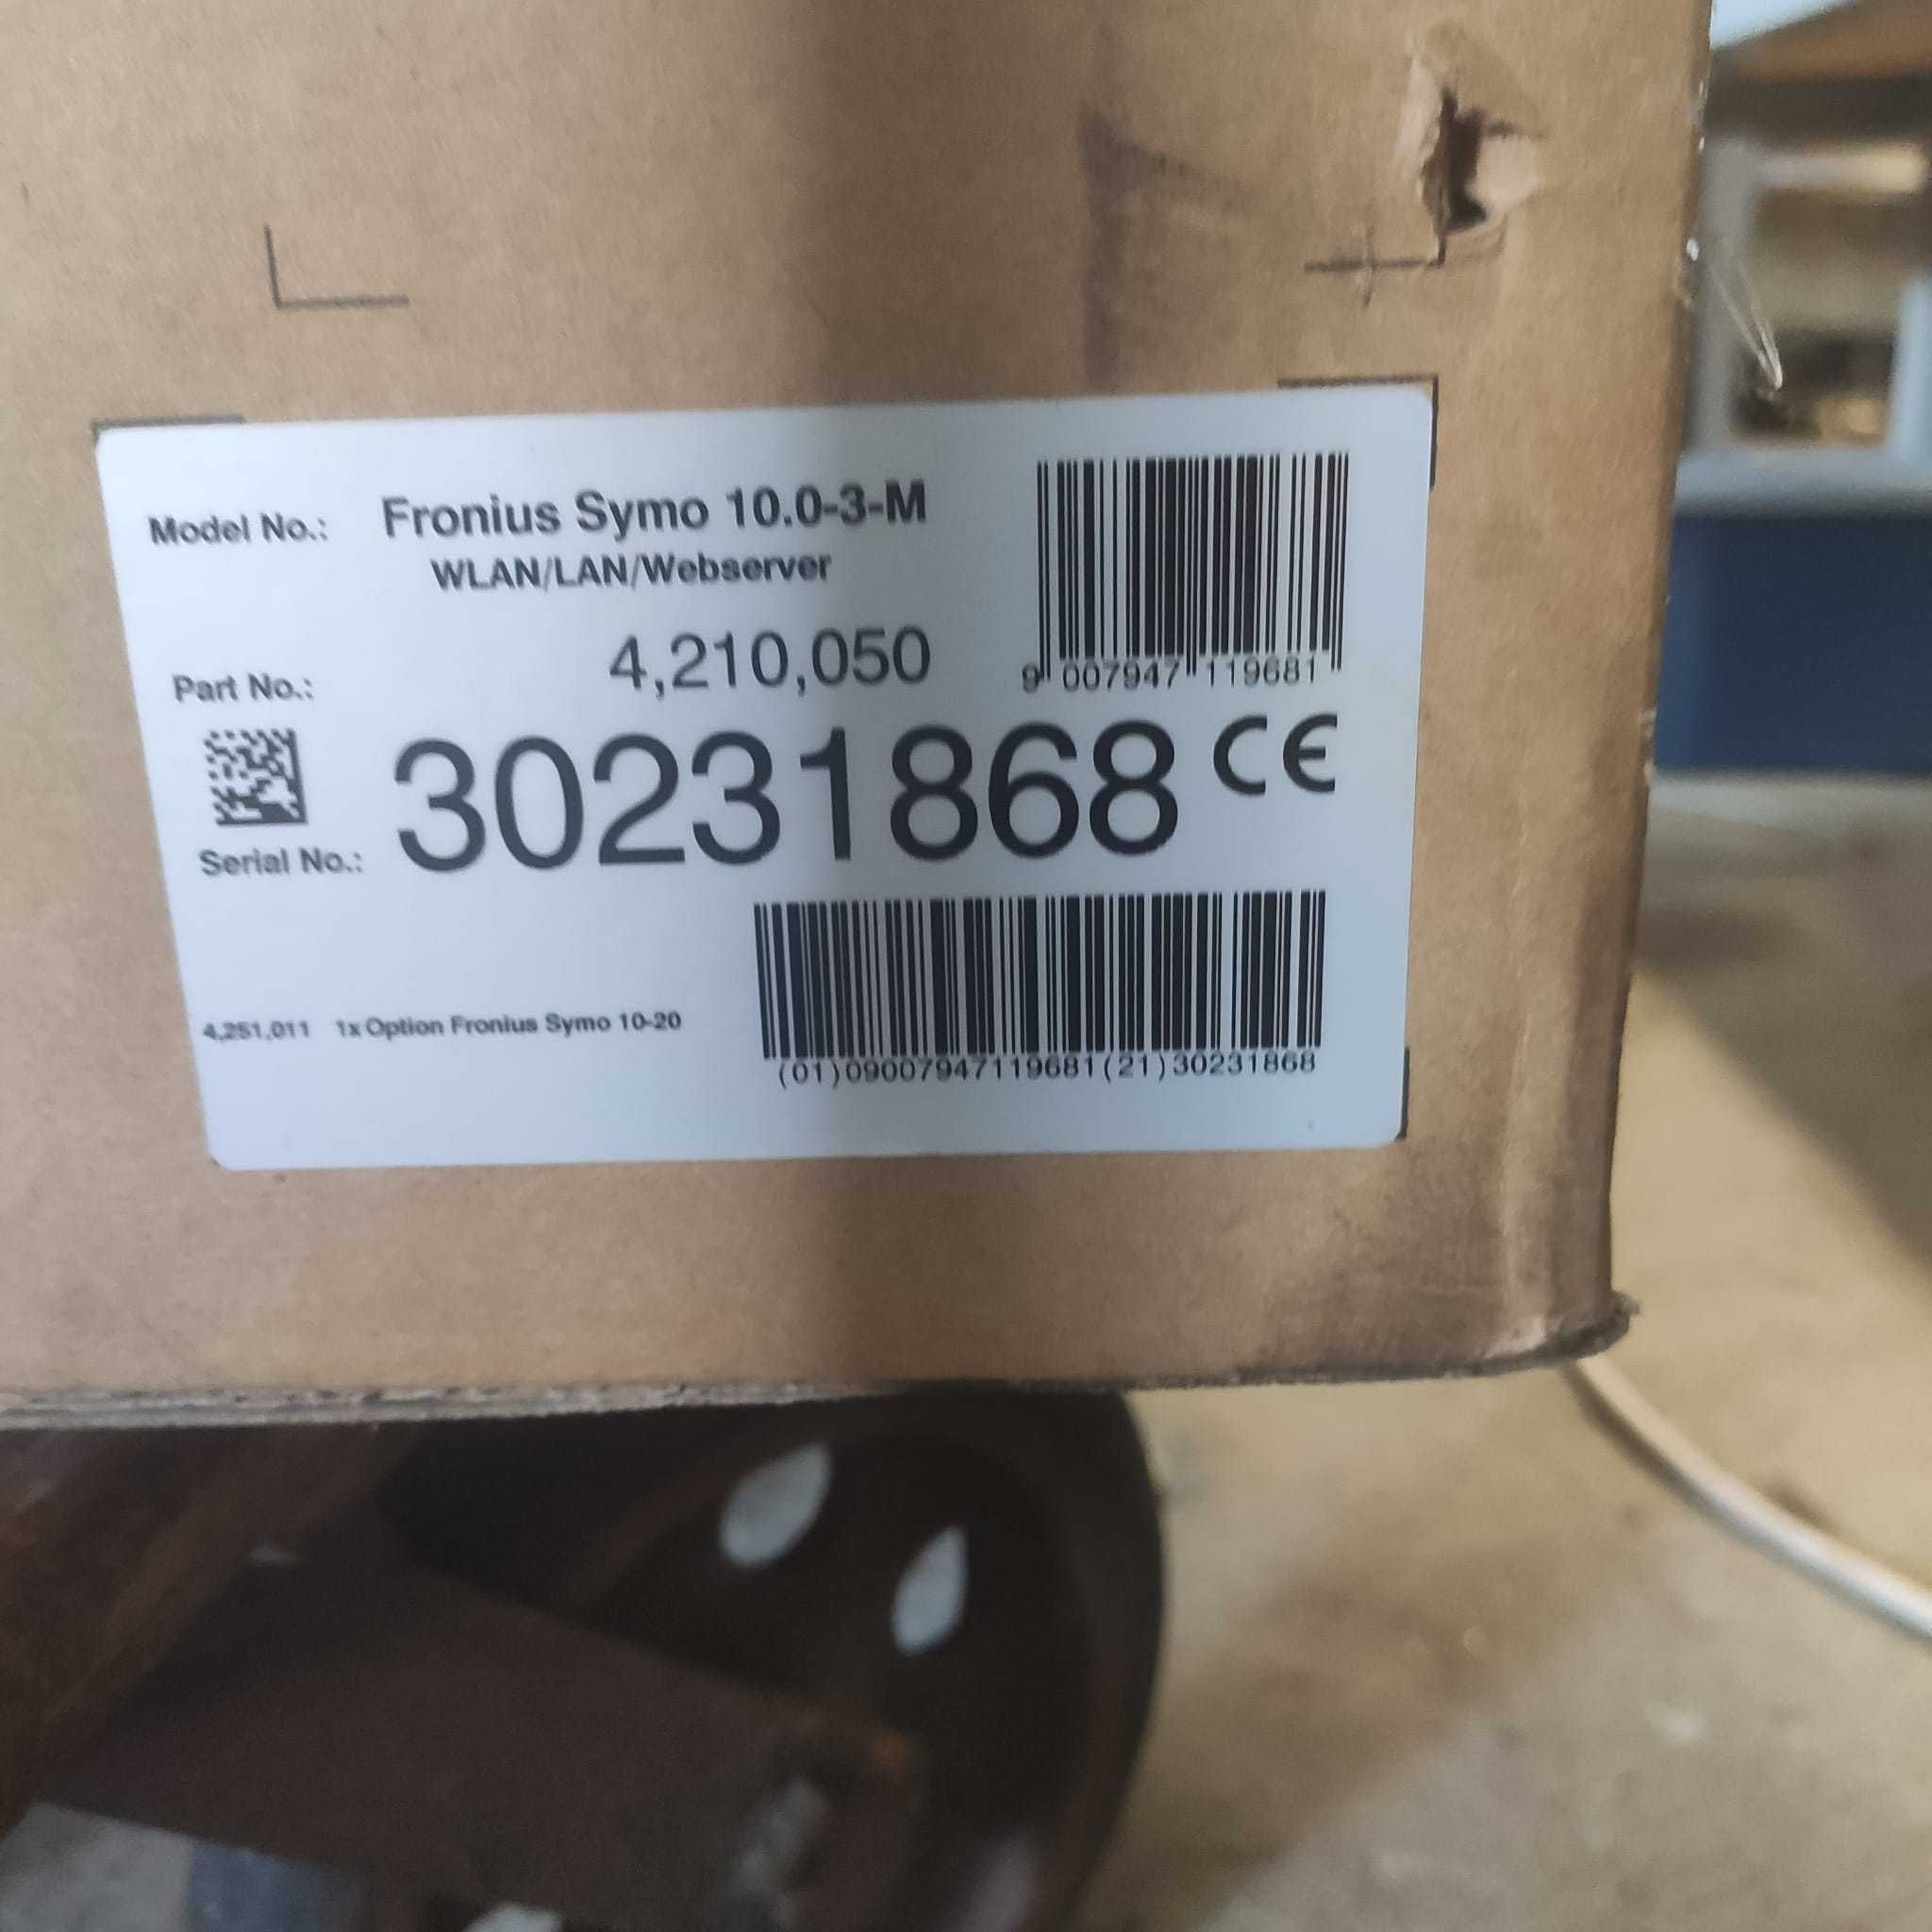 Model No.: Fronius Symo 10.0-3-M
WLAN/LAN/Webserver
Part No.: 4,210,050
9 007947 119681
Serial No.: 30231868 CE
4,251,011 1x Option Fronius Symo 10-20
(01)09007947119681(21)30231868